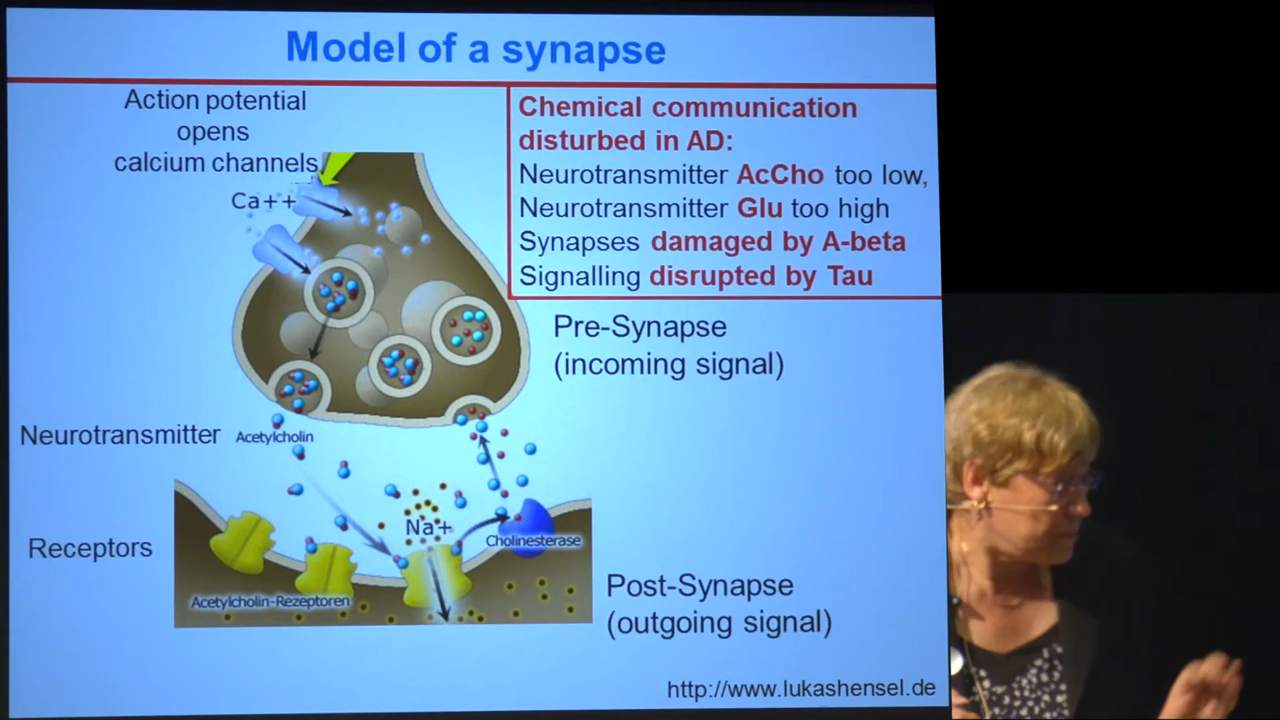 Model of a synapse
Action potential
opens
calcium channels
Chemical communication
disturbed in AD:
Neurotransmitter AcCho too low,
Neurotransmitter Glu too high
Synapses damaged by A-beta
Signalling disrupted by Tau
Ca++
Pre-Synapse
(incoming signal)
Neurotransmitter
Acetylcholin
Na+
Cholinesterase
Receptors
Acetylcholin-Rezeptoren
Post-Synapse
(outgoing signal)
http://www.lukashensel.de